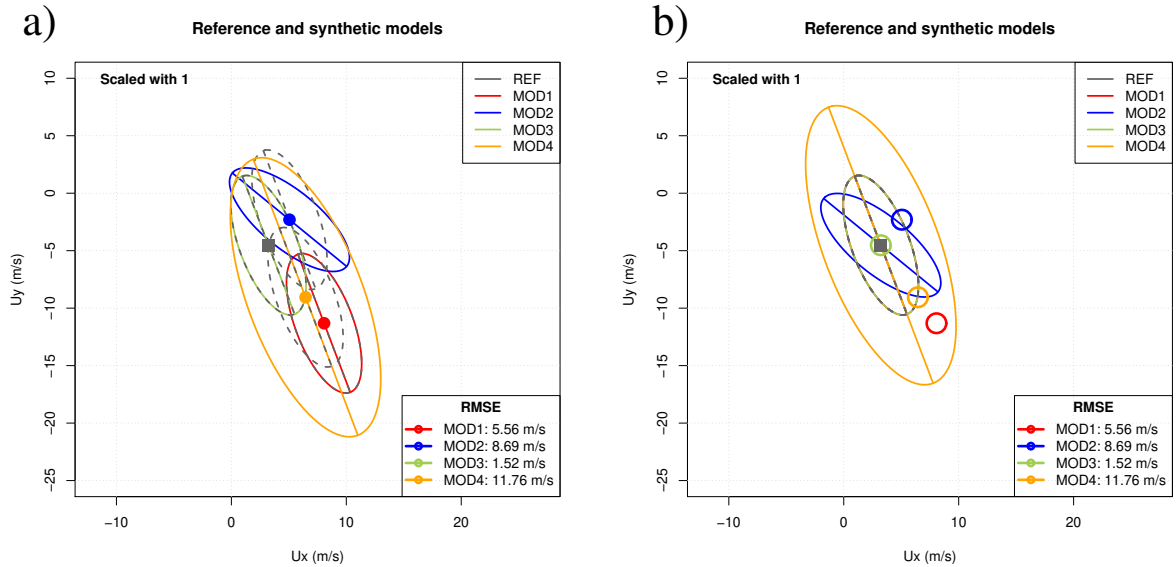 a)
Reference and synthetic models
Scaled with 1
REF
MOD1
MOD2
MOD3
MOD4
10
5
0
−5
−10
−15
−20
−25
Uy (m/s)
RMSE
MOD1: 5.56 m/s
MOD2: 8.69 m/s
MOD3: 1.52 m/s
MOD4: 11.76 m/s
−10
0
10
20
Ux (m/s)
b)
Reference and synthetic models
Scaled with 1
REF
MOD1
MOD2
MOD3
MOD4
10
5
0
−5
−10
−15
−20
−25
Uy (m/s)
RMSE
MOD1: 5.56 m/s
MOD2: 8.69 m/s
MOD3: 1.52 m/s
MOD4: 11.76 m/s
−10
0
10
20
Ux (m/s)